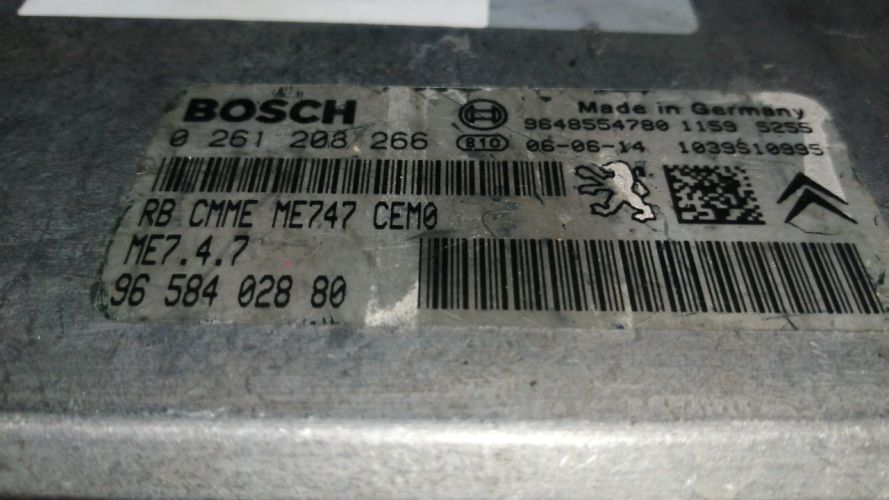 BOSCH
Made in Germany
0 261 208 266
9648554780 1159 5255
810 06-06-14 1039S10995
RB CMME ME747 CEM0
ME7.4.7
96 584 028 80